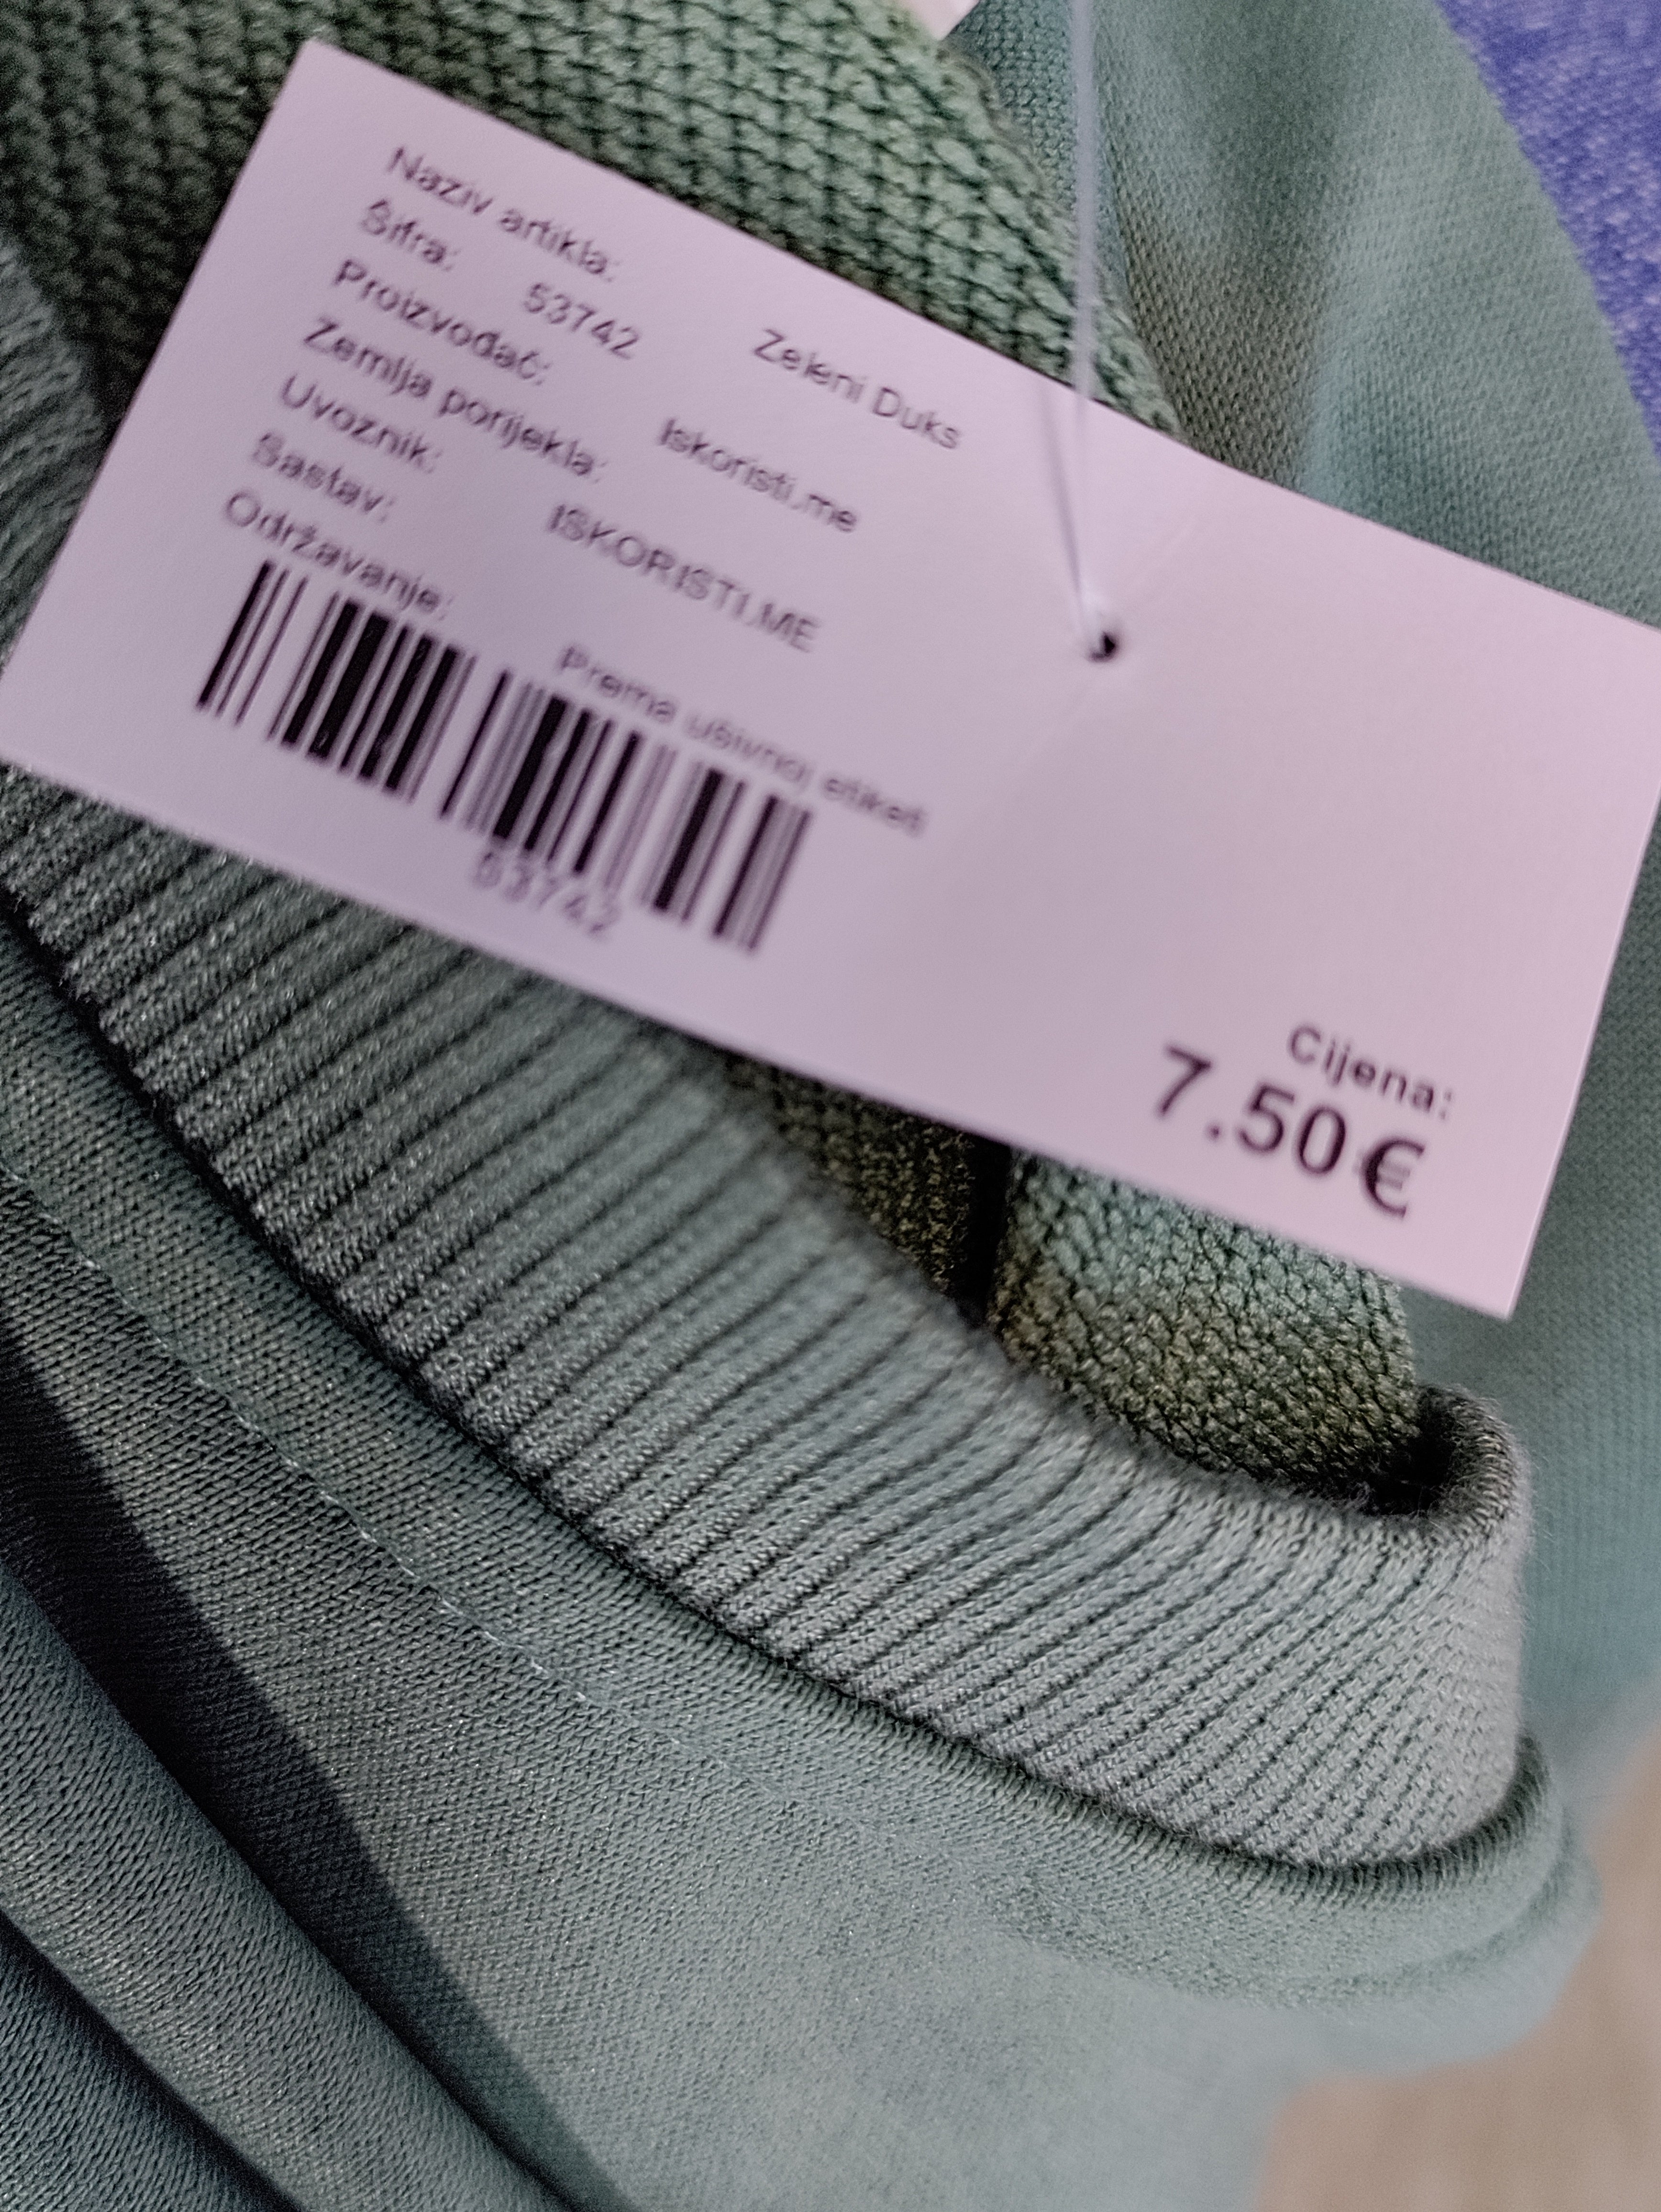 Naziv artikla: Zeleni Duks
Šifra: 53742
Proizvođač: Iskoristi.me
Zemlja porijekla:
Uvoznik: ISKORISTI.ME
Sastav:
Održavanje: Prema ušivnoj etiketi
53742
Cijena:
7.50€